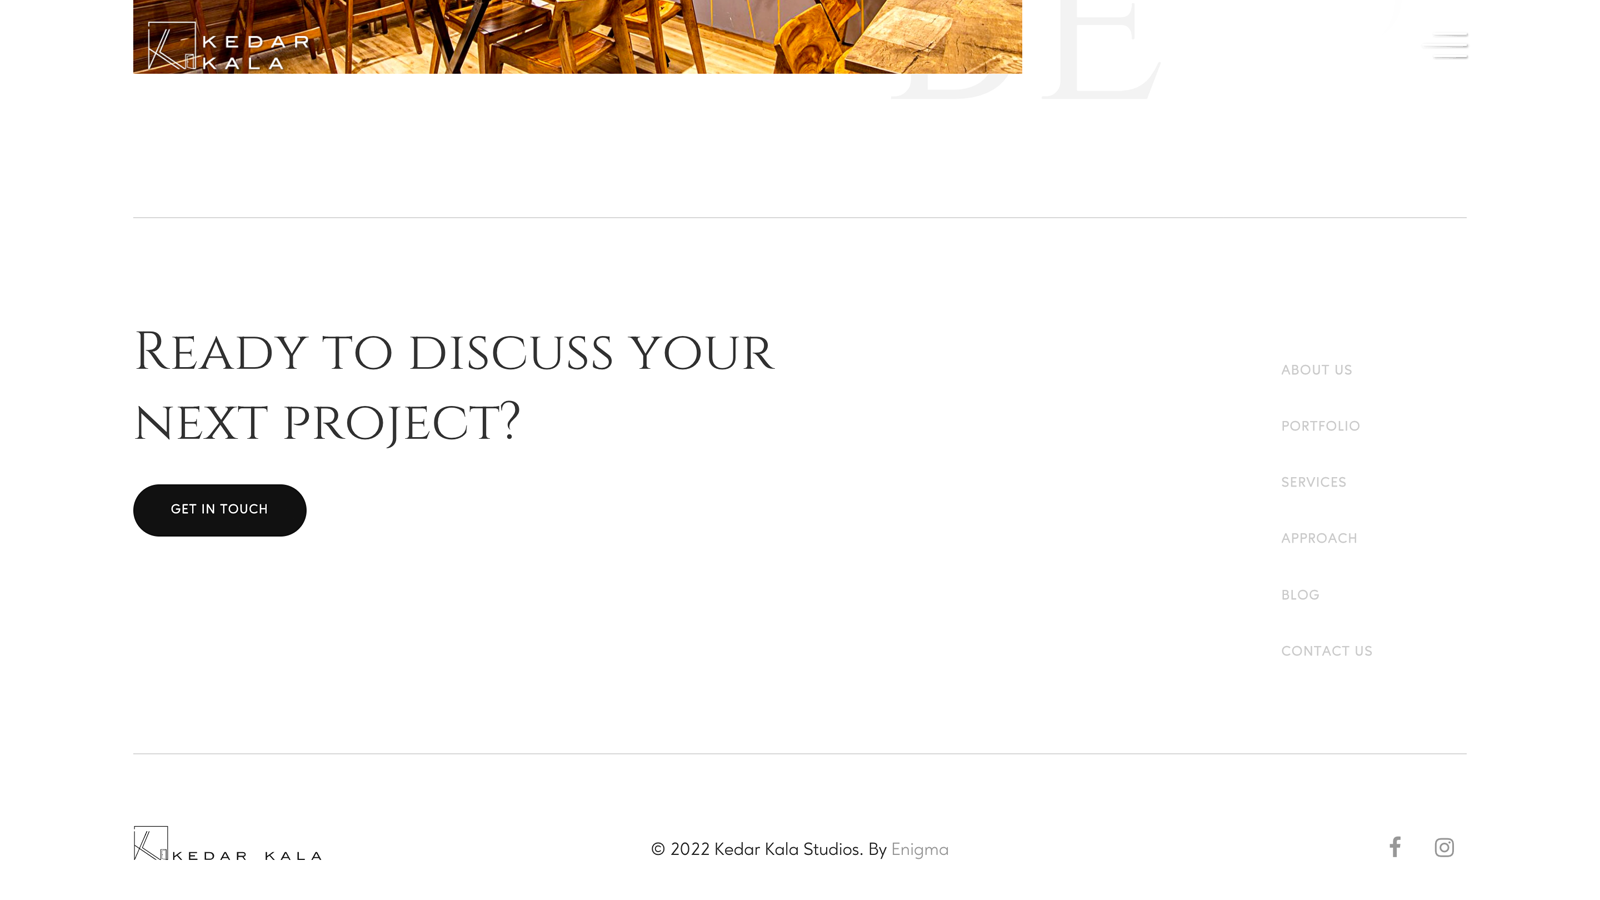 KEDAR
KALA
DE
Ready to discuss your
next project?
GET IN TOUCH
ABOUT US
PORTFOLIO
SERVICES
APPROACH
BLOG
CONTACT US
KEDAR KALA
© 2022 Kedar Kala Studios. By Enigma